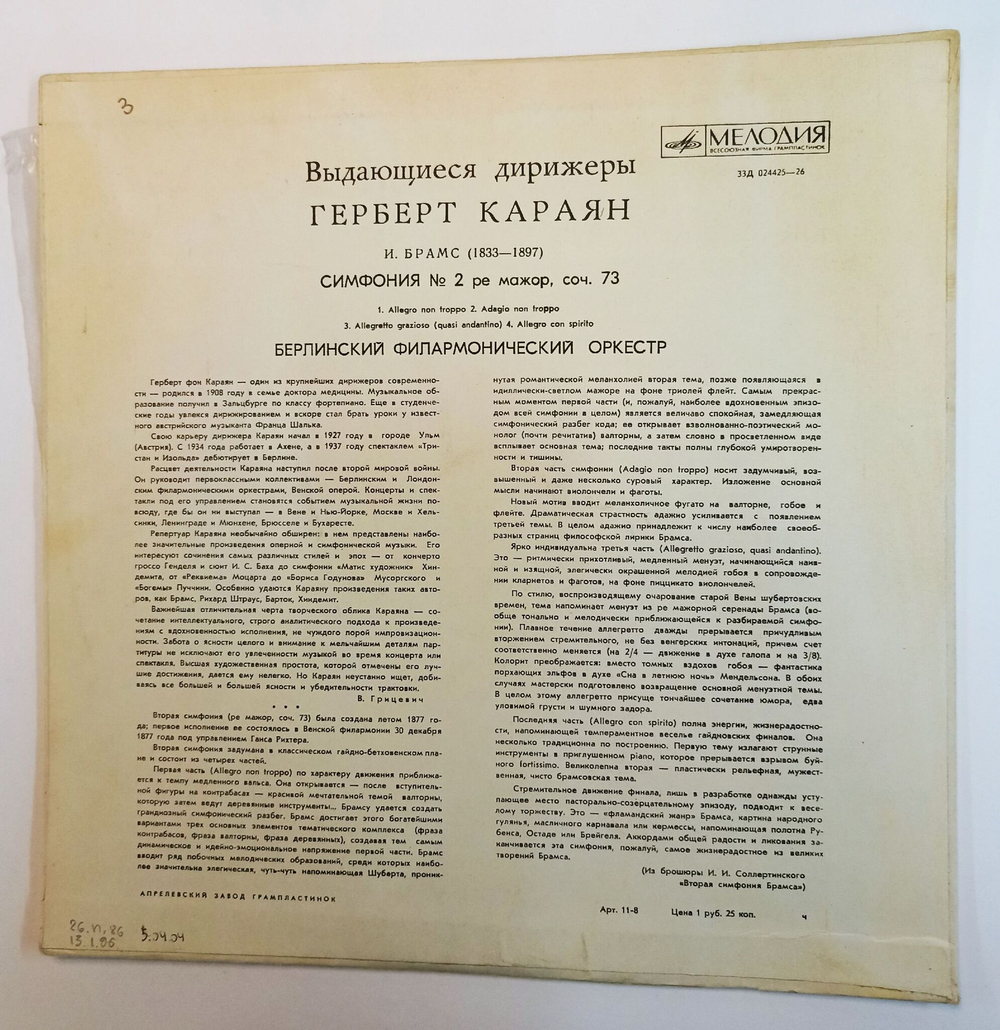 3
МЕЛОДИЯ
ВСЕСОЮЗНАЯ ФИРМА ГРАМПЛАСТИНОК
33Д 024425—26
Выдающиеся дирижеры
ГЕРБЕРТ КАРАЯН
И. БРАМС (1833—1897)
СИМФОНИЯ № 2 ре мажор, соч. 73
1. Allegro non troppo 2. Adagio non troppo
3. Allegretto grazioso (quasi andantino) 4. Allegro con spirito
БЕРЛИНСКИЙ ФИЛАРМОНИЧЕСКИЙ ОРКЕСТР
Герберт фон Караян — один из крупнейших дирижеров современно-
сти — родился в 1908 году в семье доктора медицины. Музыкальное об-
разование получил в Зальцбурге по классу фортепиано. Еще в студенче-
ские годы увлекся дирижированием и вскоре стал брать уроки у извест-
ного австрийского музыканта Франца Шалька.
Свою карьеру дирижера Караян начал в 1927 году в городе Ульм
(Австрия). С 1934 года работает в Ахене, а в 1937 году спектаклем «Три-
стан и Изольда» дебютирует в Берлине.
Расцвет деятельности Караяна наступил после второй мировой войны.
Он руководит первоклассными коллективами — Берлинским и Лондон-
ским филармоническими оркестрами, Венской оперой. Концерты и спек-
такли под его управлением становятся событием музыкальной жизни по-
всюду, где бы он ни выступал — в Вене и Нью-Йорке, Москве и Хель-
синки, Ленинграде и Мюнхене, Брюсселе и Бухаресте.
Репертуар Караяна необычайно обширен: в нем представлены наибо-
лее значительные произведения оперной и симфонической музыки. Его
интересуют сочинения самых различных стилей и эпох — от кончерто
гроссо Генделя и сюит И. С. Баха до симфонии «Матис художник» Хин-
демита, от «Реквиема» Моцарта до «Бориса Годунова» Мусоргского и
«Богемы» Пуччини. Особенно удаются Караяну произведения таких авто-
ров, как Брамс, Рихард Штраус, Барток, Хиндемит.
Важнейшая отличительная черта творческого облика Караяна — со-
четание интеллектуального, строго аналитического подхода к произведе-
ниям с вдохновенностью исполнения, не чуждого порой импровизацион-
ности. Забота о ясности целого и внимание к мельчайшим деталям пар-
титуры не исключают его увлеченности музыкой во время концерта или
спектакля. Высшая художественная простота, которой отмечены его луч-
шие достижения, дается ему нелегко. Но Караян неустанно ищет, доби-
ваясь все большей и большей ясности и убедительности трактовки.
В. Грицевич
• • •
Вторая симфония (ре мажор, соч. 73) была создана летом 1877 го-
да; первое исполнение ее состоялось в Венской филармонии 30 декабря
1877 года под управлением Ганса Рихтера.
Вторая симфония задумана в классическом гайдно-бетховенском пла-
не и состоит из четырех частей.
Первая часть (Allegro non troppo) по характеру движения приближа-
ется к темпу медленного вальса. Она открывается — после вступитель-
ной фигуры на контрабасах — красивой мечтательной темой валторны,
которую затем ведут деревянные инструменты... Брамсу удается создать
грандиозный симфонический разбег. Брамс достигает этого богатейшими
вариантами трех основных элементов тематического комплекса (фраза
контрабасов, фраза валторны, фраза деревянных), создавая тем самым
динамическое и идейно-эмоциональное напряжение первой части. Брамс
вводит ряд побочных мелодических образований, среди которых наибо-
лее значительна элегическая, чуть-чуть напоминающая Шуберта, проник-
нутая романтической меланхолией вторая тема, позже появляющаяся в
идиллически-светлом мажоре на фоне триолей флейт. Самым прекрас-
ным моментом первой части (и, пожалуй, наиболее вдохновенным эпизо-
дом всей симфонии в целом) является величаво спокойная, замедляющая
симфонический разбег кода; ее открывает взволнованно-поэтический мо-
нолог (почти речитатив) валторны, а затем словно в просветленном виде
всплывает основная тема; последние такты полны глубокой умиротворен-
ности и тишины.
Вторая часть симфонии (Adagio non troppo) носит задумчивый, воз-
вышенный и даже несколько суровый характер. Изложение основной
мысли начинают виолончели и фаготы.
Новый мотив вводит меланхоличное фугато на валторне, гобое и
флейте. Драматическая страстность адажио усиливается с появлением
третьей темы. В целом адажио принадлежит к числу наиболее своеоб-
разных страниц философской лирики Брамса.
Ярко индивидуальна третья часть (Allegretto grazioso, quasi andantino).
Это — ритмически прихотливый, медленный менуэт, начинающийся наив-
ной и изящной, элегически окрашенной мелодией гобоя в сопровожде-
нии кларнетов и фаготов, на фоне пиццикато виолончелей.
По стилю, воспроизводящему очарование старой Вены шубертовских
времен, тема напоминает менуэт из ре мажорной серенады Брамса (во-
обще тонально и мелодически приближающейся к разбираемой симфо-
нии). Плавное течение аллегретто дважды прерывается причудливым
вторжением стремительного, не без венгерских интонаций, причем счет
соответственно меняется (на 2/4 — движение в духе галопа и на 3/8).
Колорит преображается: вместо томных вздохов гобоя — фантастика
порхающих эльфов в духе «Сна в летнюю ночь» Мендельсона. В обоих
случаях мастерски подготовлено возвращение основной менуэтной темы.
В целом этому аллегретто присуще тончайшее сочетание юмора, едва
уловимой грусти и шумного задора.
Последняя часть (Allegro con spirito) полна энергии, жизнерадостно-
сти, напоминающей темпераментное веселье гайдновских финалов. Она
несколько традиционна по построению. Первую тему излагают струнные
инструменты в приглушенном piano, которое прерывается взрывом буй-
ного fortissimo. Великолепна вторая — пластически рельефная, мужест-
венная, чисто брамсовская тема.
Стремительное движение финала, лишь в разработке однажды усту-
пающее место пасторально-созерцательному эпизоду, подводит к весе-
лому торжеству. Это — «фламандский жанр» Брамса, картина народного
гулянья, масличного карнавала или кермессы, напоминающая полотна Ру-
бенса, Остаде или Брейгеля. Аккордами общей радости и ликования за-
канчивается эта симфония, пожалуй, самое жизнерадостное из великих
творений Брамса.
(Из брошюры И. И. Соллертинского
«Вторая симфония Брамса»)
АПРЕЛЕВСКИЙ ЗАВОД ГРАМПЛАСТИНОК
Арт. 11-8 Цена 1 руб. 25 коп. ч
26.VI.86
13.1.86 5.04.04